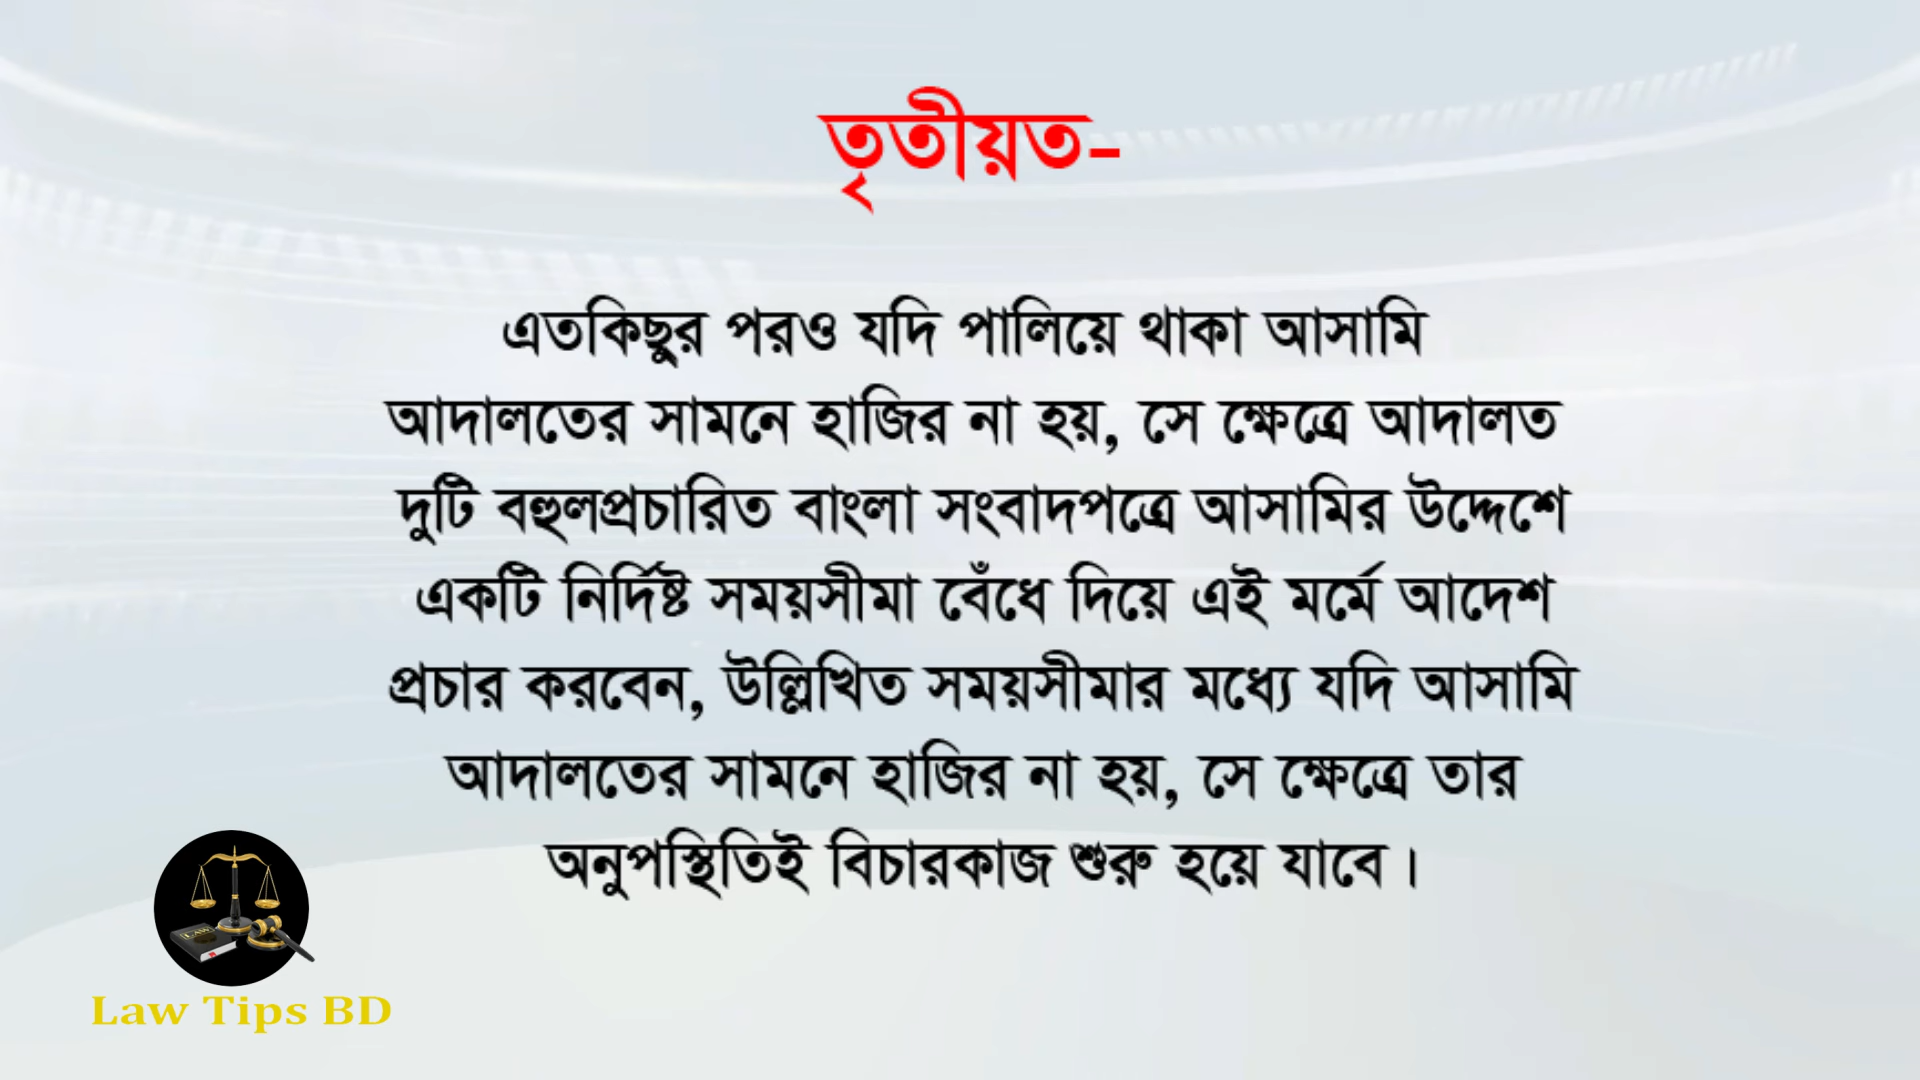 তৃতীয়ত-
এতকিছুর পরও যদি পালিয়ে থাকা আসামি
আদালতের সামনে হাজির না হয়, সে ক্ষেত্রে আদালত
দুটি বহুলপ্রচারিত বাংলা সংবাদপত্রে আসামির উদ্দেশে
একটি নির্দিষ্ট সময়সীমা বেঁধে দিয়ে এই মর্মে আদেশ
প্রচার করবেন, উল্লিখিত সময়সীমার মধ্যে যদি আসামি
আদালতের সামনে হাজির না হয়, সে ক্ষেত্রে তার
অনুপস্থিতিই বিচারকাজ শুরু হয়ে যাবে।
LAW
Law Tips BD